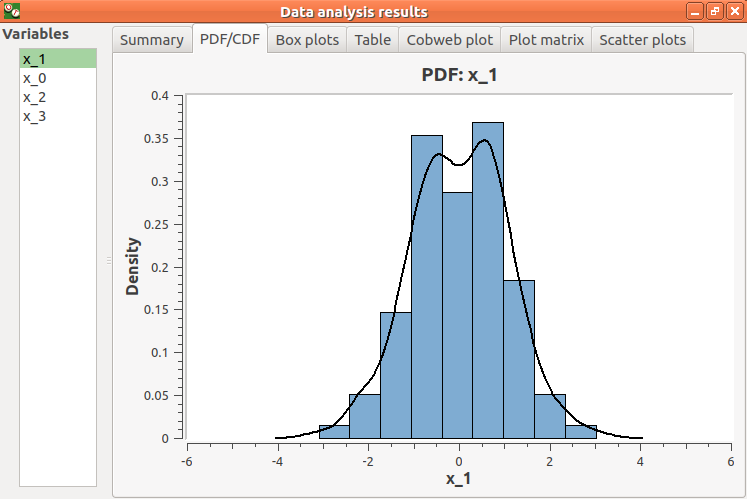 Data analysis results
Variables
x_1
x_0
x_2
x_3
Summary PDF/CDF Box plots Table Cobweb plot Plot matrix Scatter plots
PDF: x_1
0.4
0.35
0.3
0.25
0.2
0.15
0.1
0.05
0
Density
-6 -4 -2 0 2 4 6
x_1